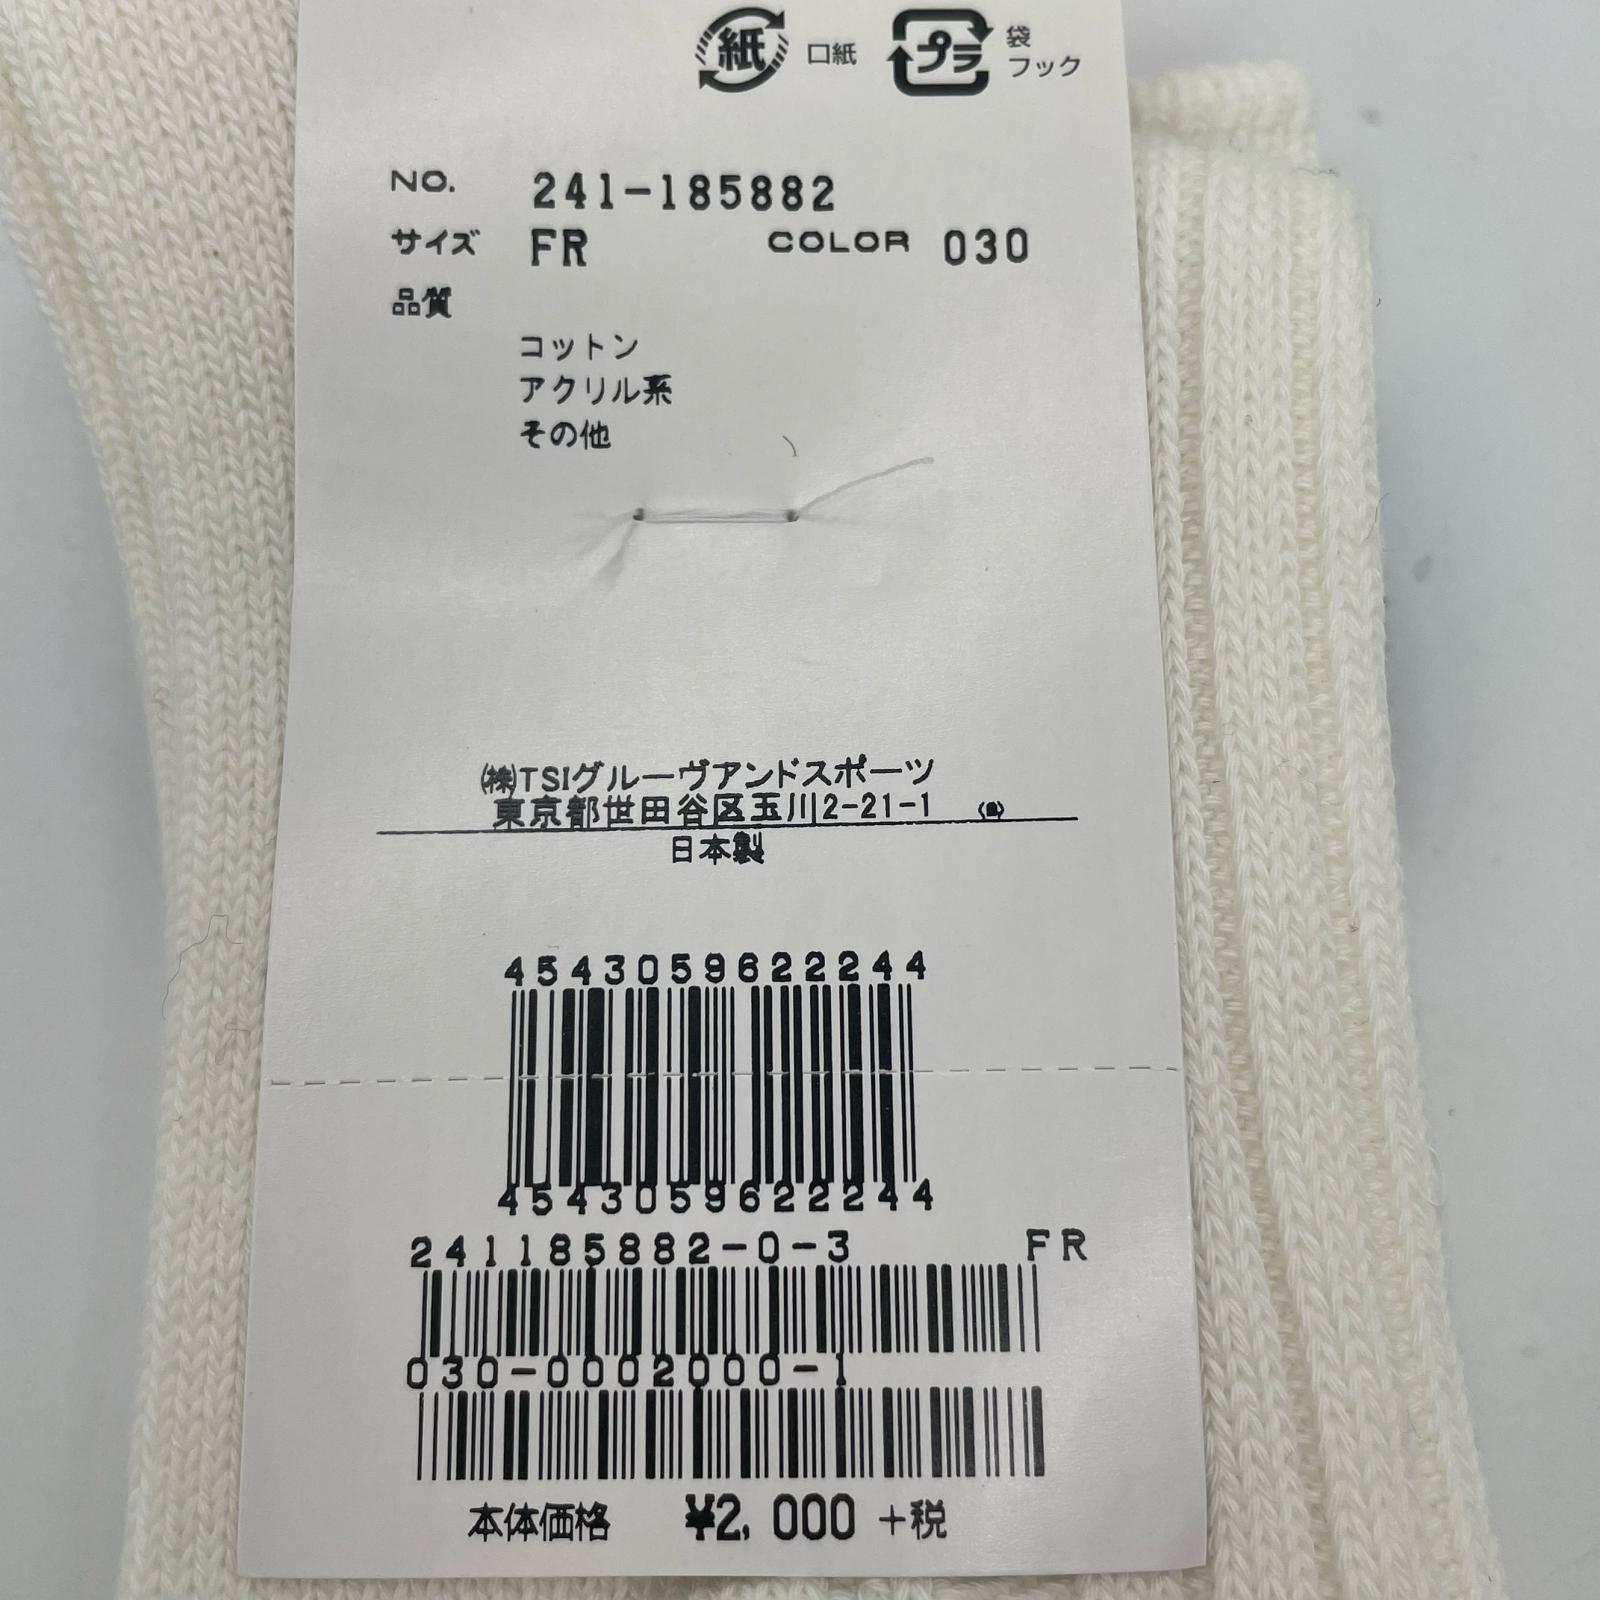 紙 口紙 プラ 袋
フック
NO. 241-185882
サイズ FR COLOR 030
品質
コットン
アクリル系
その他
㈱TSIグルーヴアンドスポーツ
東京都世田谷区玉川2-21-1
日本製
4543059622244
4543059622244
241185882-0-3 FR
030-0002000-1
本体価格 ¥2,000 +税